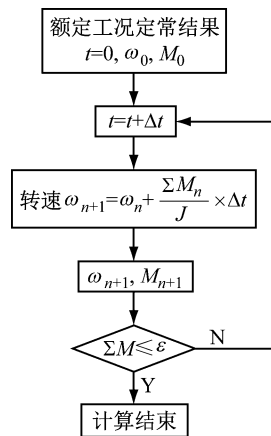 额定工况定常结果
t=0, ω₀, M₀
t=t+Δt
转速 ωₙ₊₁=ωₙ+ΣMₙ/J×Δt
ωₙ₊₁, Mₙ₊₁
ΣM≤ε
N
Y
计算结束